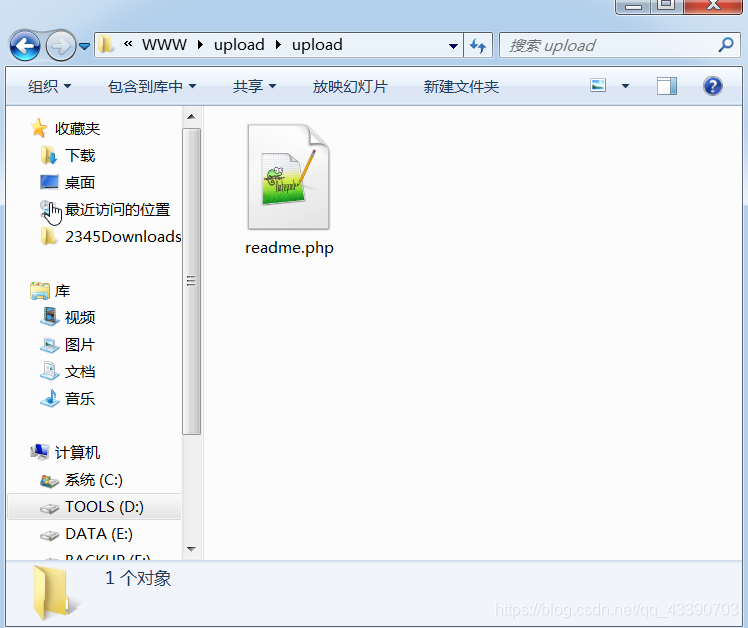 « WWW ▸ upload ▸ upload
搜索 upload
组织 包含到库中 共享 放映幻灯片 新建文件夹
收藏夹
下载
桌面
最近访问的位置
2345Downloads
readme.php
库
视频
图片
文档
音乐
计算机
系统 (C:)
TOOLS (D:)
DATA (E:)
BACKUP (F:)
1 个对象
https://blog.csdn.net/qq_43390703